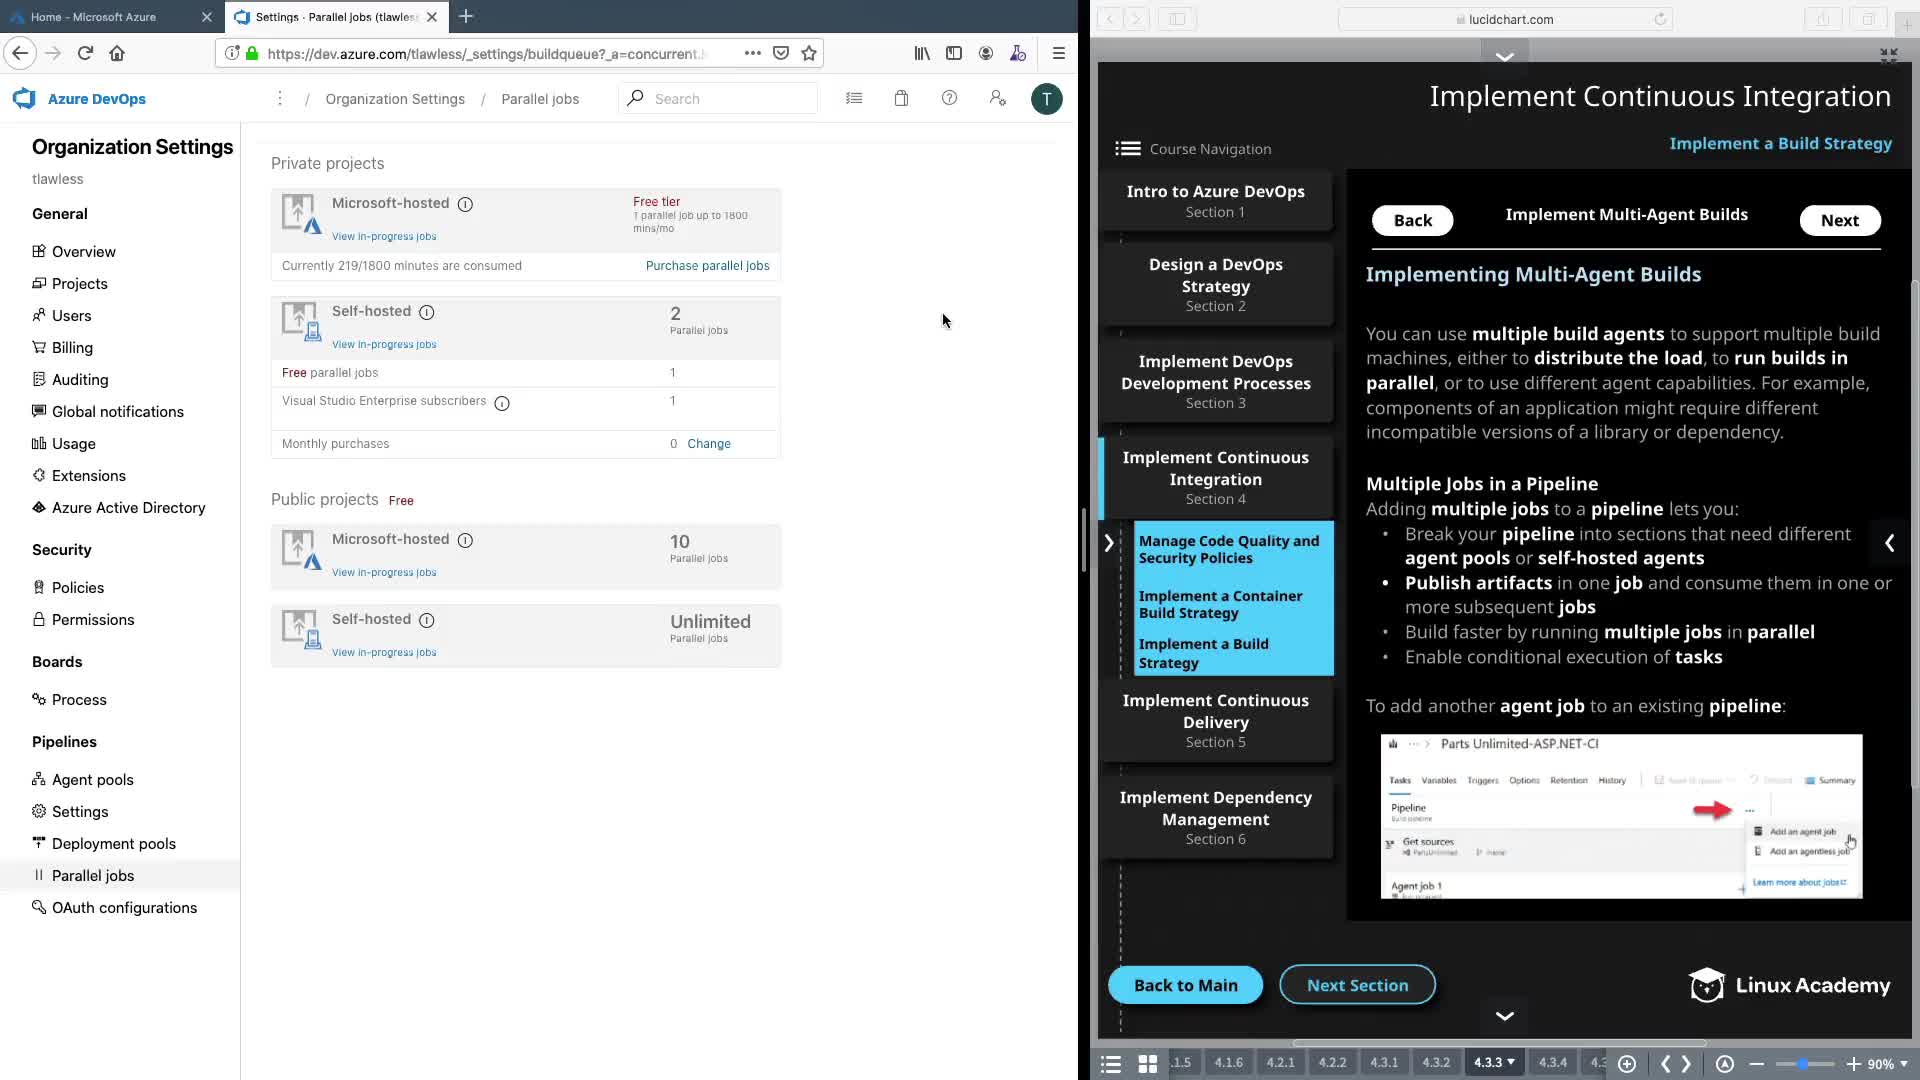 Home - Microsoft Azure
Settings · Parallel jobs (tlawless
https://dev.azure.com/tlawless/_settings/buildqueue?_a=concurrent
Azure DevOps
/ Organization Settings / Parallel jobs
Search
T
Organization Settings
tlawless
General
Overview
Projects
Users
Billing
Auditing
Global notifications
Usage
Extensions
Azure Active Directory
Security
Policies
Permissions
Boards
Process
Pipelines
Agent pools
Settings
Deployment pools
Parallel jobs
OAuth configurations
Private projects
Microsoft-hosted
View in-progress jobs
Free tier
1 parallel job up to 1800
mins/mo
Currently 219/1800 minutes are consumed
Purchase parallel jobs
Self-hosted
View in-progress jobs
2
Parallel jobs
Free parallel jobs 1
Visual Studio Enterprise subscribers 1
Monthly purchases 0 Change
Public projects Free
Microsoft-hosted
View in-progress jobs
10
Parallel jobs
Self-hosted
View in-progress jobs
Unlimited
Parallel jobs
lucidchart.com
Implement Continuous Integration
Course Navigation
Implement a Build Strategy
Intro to Azure DevOps
Section 1
Design a DevOps
Strategy
Section 2
Implement DevOps
Development Processes
Section 3
Implement Continuous
Integration
Section 4
Manage Code Quality and
Security Policies
Implement a Container
Build Strategy
Implement a Build
Strategy
Implement Continuous
Delivery
Section 5
Implement Dependency
Management
Section 6
Back
Implement Multi-Agent Builds
Next
Implementing Multi-Agent Builds
You can use multiple build agents to support multiple build
machines, either to distribute the load, to run builds in
parallel, or to use different agent capabilities. For example,
components of an application might require different
incompatible versions of a library or dependency.
Multiple Jobs in a Pipeline
Adding multiple jobs to a pipeline lets you:
• Break your pipeline into sections that need different
agent pools or self-hosted agents
• Publish artifacts in one job and consume them in one or
more subsequent jobs
• Build faster by running multiple jobs in parallel
• Enable conditional execution of tasks
To add another agent job to an existing pipeline:
Parts Unlimited-ASP.NET-CI
Tasks Variables Triggers Options Retention History
Summary
Pipeline
Build pipeline
Get sources
PartsUnlimited
Agent job 1
Add an agent job
Add an agentless job
Learn more about jobs
Back to Main
Next Section
Linux Academy
.1.5 4.1.6 4.2.1 4.2.2 4.3.1 4.3.2 4.3.3 4.3.4 4.3
90%